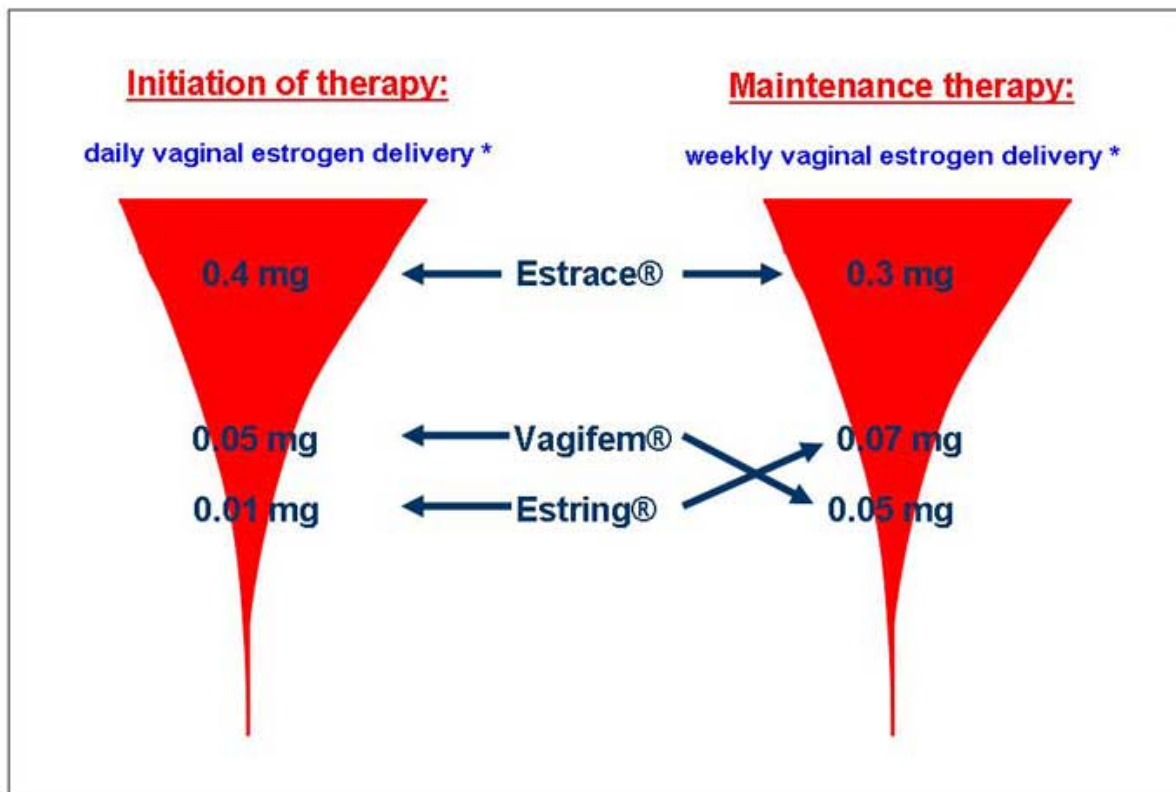 Initiation of therapy:
Maintenance therapy:
daily vaginal estrogen delivery *
weekly vaginal estrogen delivery *
0.4 mg
Estrace®
0.3 mg
0.05 mg
Vagifem®
0.07 mg
0.01 mg
Estring®
0.05 mg